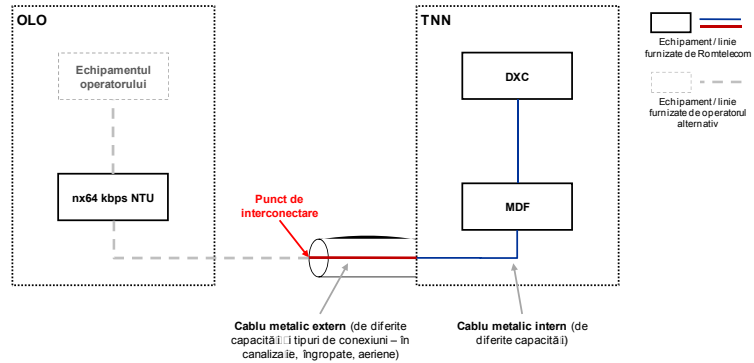 OLO
TNN
Echipamentul
operatorului
DXC
Echipament / linie
furnizate de Romtelecom
Echipament / linie
furnizate de operatorul
alternativ
nx64 kbps NTU
MDF
Punct de
interconectare
Cablu metalic extern (de diferite
tipuri de conexiuni – în
îngropate, aeriene)
Cablu metalic intern (de
diferite